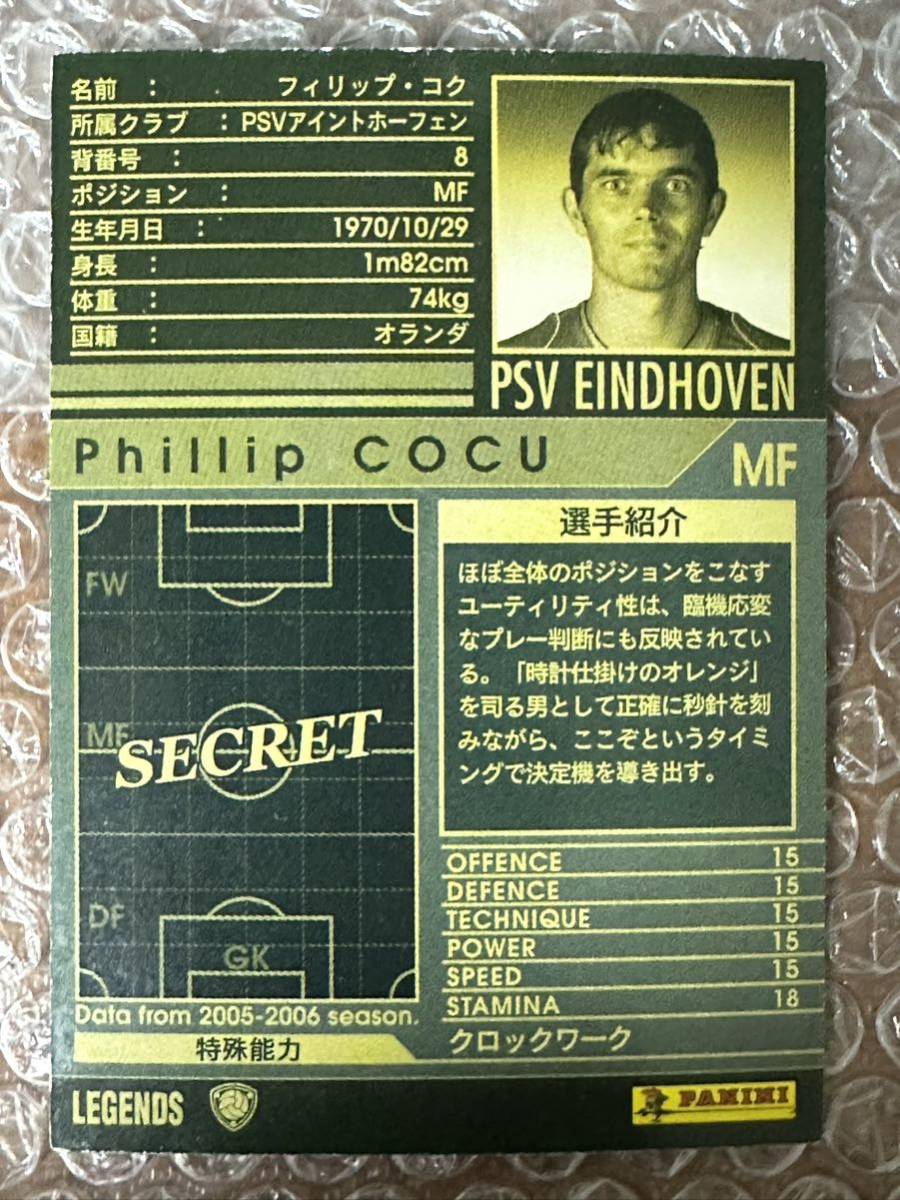 名前 : フィリップ・コク
所属クラブ : PSVアイントホーフェン
背番号 : 8
ポジション : MF
生年月日 : 1970/10/29
身長 : 1m82cm
体重 : 74kg
国籍 : オランダ
PSV EINDHOVEN
Phillip COCU
MF
FW
MF
SECRET
DF
GK
Data from 2005-2006 season.
選手紹介
ほぼ全体のポジションをこなす
ユーティリティ性は、臨機応変
なプレー判断にも反映されてい
る。「時計仕掛けのオレンジ」
を司る男として正確に秒針を刻
みながら、ここぞというタイミ
ングで決定機を導き出す。
OFFENCE 15
DEFENCE 15
TECHNIQUE 15
POWER 15
SPEED 15
STAMINA 18
特殊能力
クロックワーク
LEGENDS
PANINI